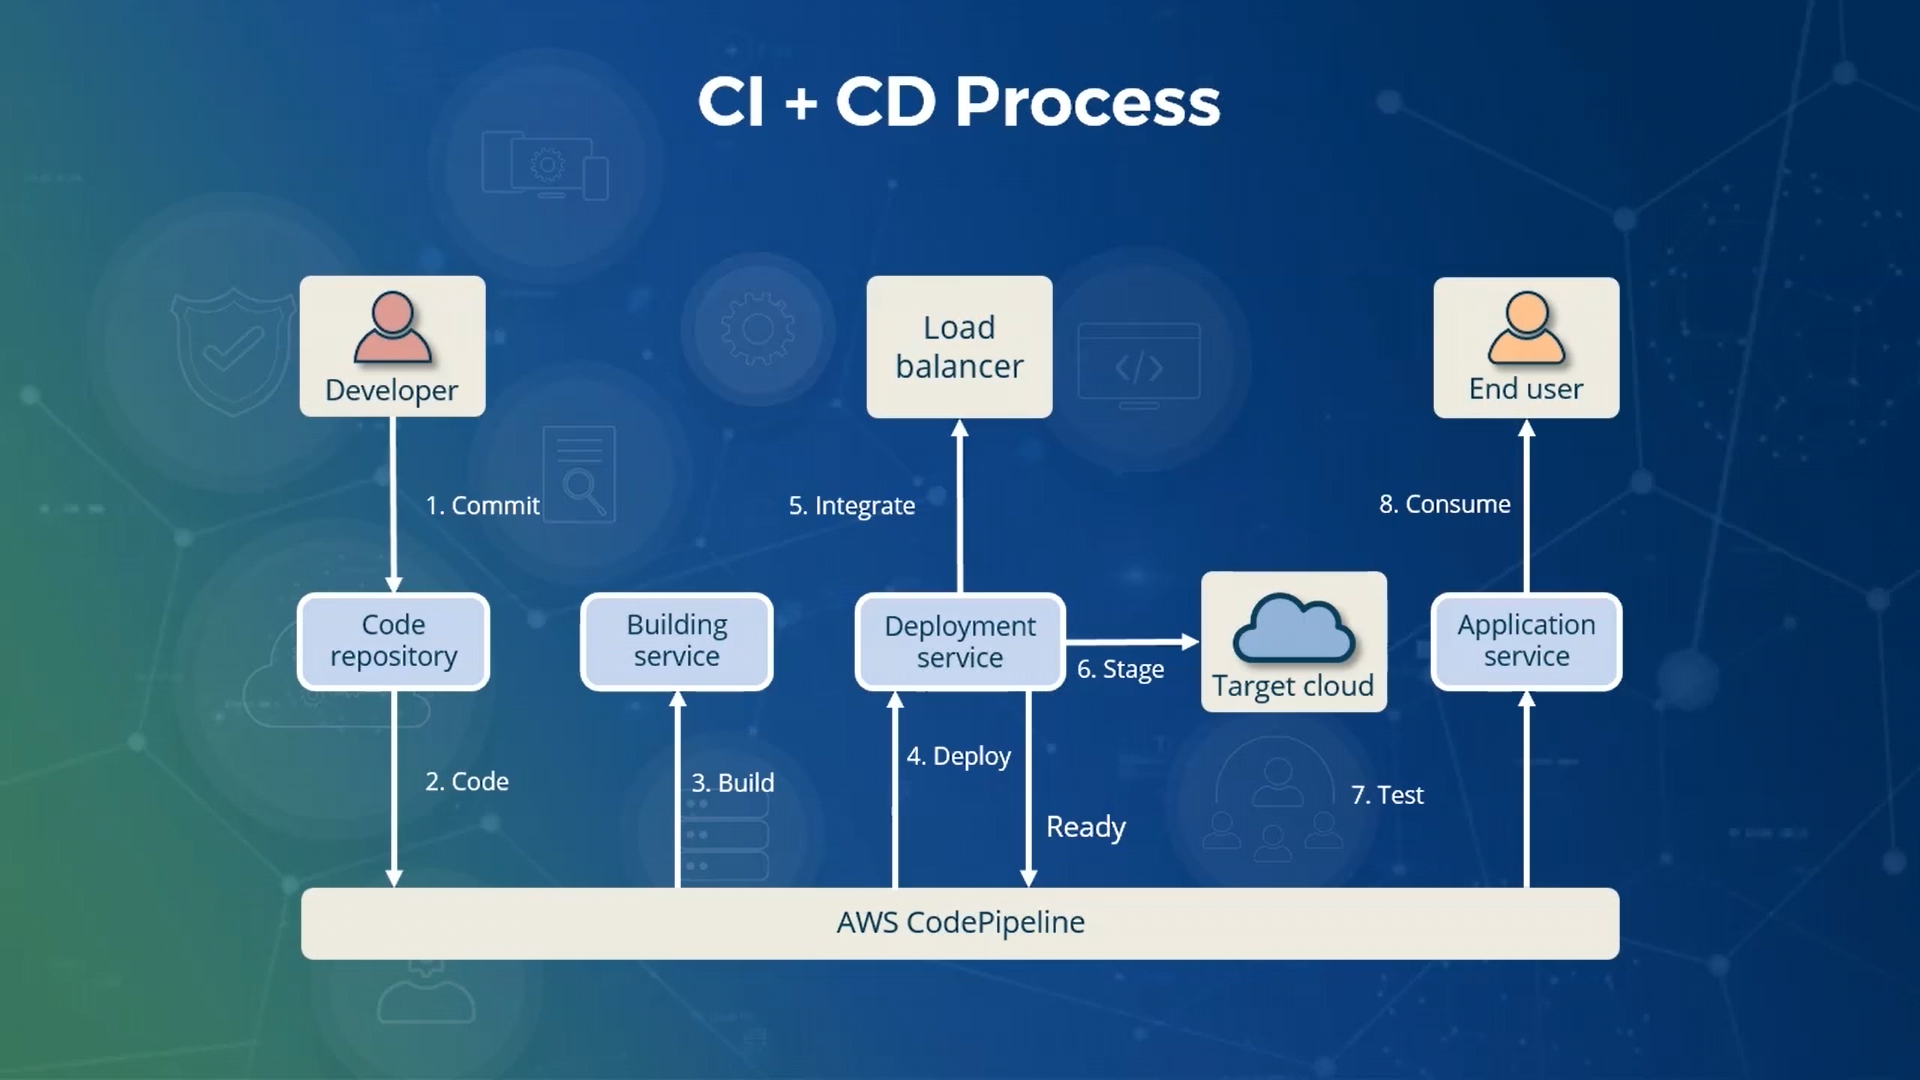 CI + CD Process
Developer
Load
balancer
End user
1. Commit
5. Integrate
8. Consume
Code
repository
Building
service
Deployment
service
6. Stage
Target cloud
Application
service
2. Code
3. Build
4. Deploy
Ready
7. Test
AWS CodePipeline